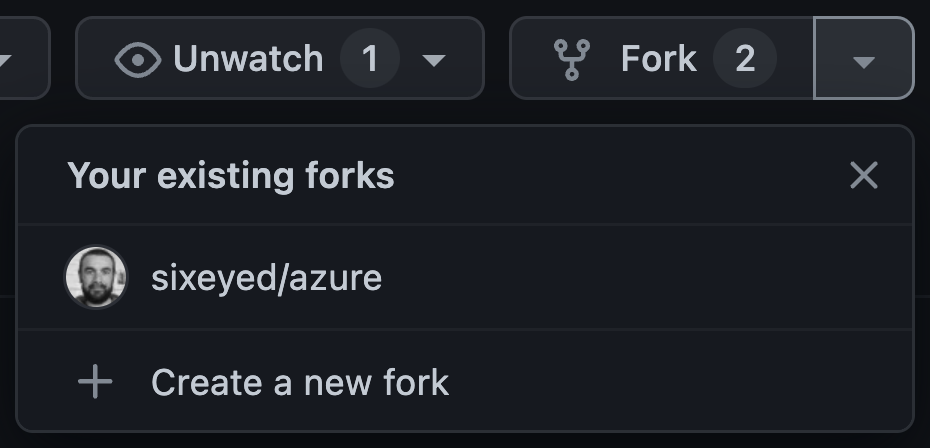 Unwatch 1 Fork 2
Your existing forks
sixeyed/azure
Create a new fork